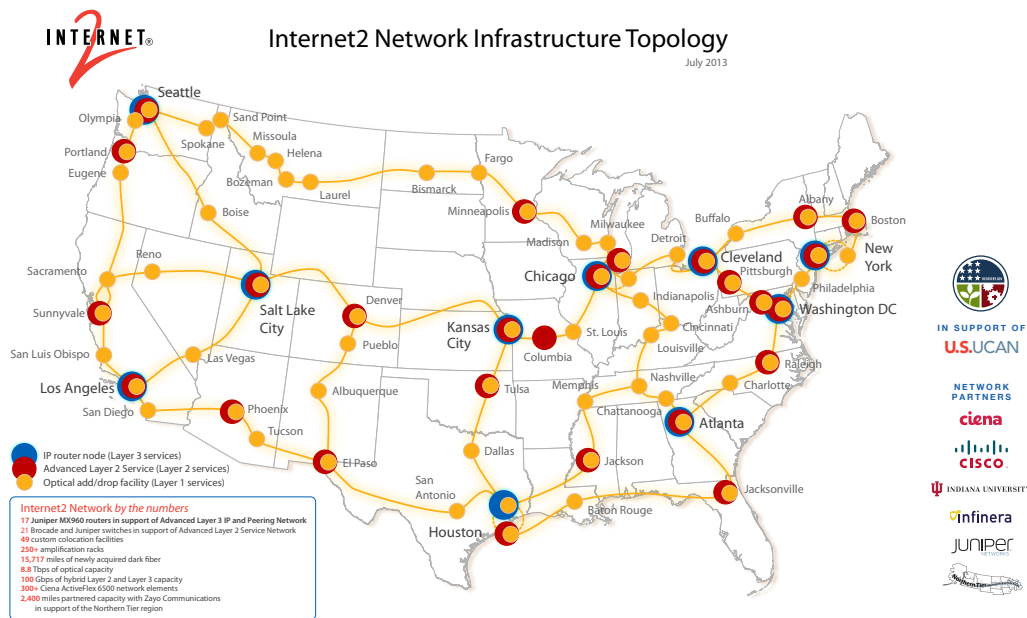 INTERNET®
2
Internet2 Network Infrastructure Topology
July 2013
Seattle
Olympia
Sand Point
Spokane
Missoula
Portland
Helena
Eugene
Bozeman
Laurel
Bismarck
Fargo
Boise
Minneapolis
Milwaukee
Madison
Detroit
Buffalo
Albany
Boston
Reno
Sacramento
Chicago
Cleveland
New
York
Pittsburgh
Philadelphia
Sunnyvale
Salt Lake
City
Denver
Indianapolis
Ashburn
Washington DC
Kansas
City
Columbia
St. Louis
Cincinnati
Louisville
Pueblo
San Luis Obispo
Las Vegas
Los Angeles
Albuquerque
Tulsa
Memphis
Nashville
Raleigh
Charlotte
San Diego
Phoenix
Chattanooga
Atlanta
Tucson
Dallas
El Paso
Jackson
San
Antonio
Jacksonville
Baton Rouge
Houston
IP router node (Layer 3 services)
Advanced Layer 2 Service (Layer 2 services)
Optical add/drop facility (Layer 1 services)
Internet2 Network by the numbers
17 Juniper MX960 routers in support of Advanced Layer 3 IP and Peering Network
21 Brocade and Juniper switches in support of Advanced Layer 2 Service Network
49 custom colocation facilities
250+ amplification racks
15,717 miles of newly acquired dark fiber
8.8 Tbps of optical capacity
100 Gbps of hybrid Layer 2 and Layer 3 capacity
300+ Ciena ActiveFlex 6500 network elements
2,400 miles partnered capacity with Zayo Communications
in support of the Northern Tier region
IN SUPPORT OF
U.S.UCAN
NETWORK
PARTNERS
ciena
CISCO
INDIANA UNIVERSITY
infinera
JUNIPER
NETWORKS
Northern Tier